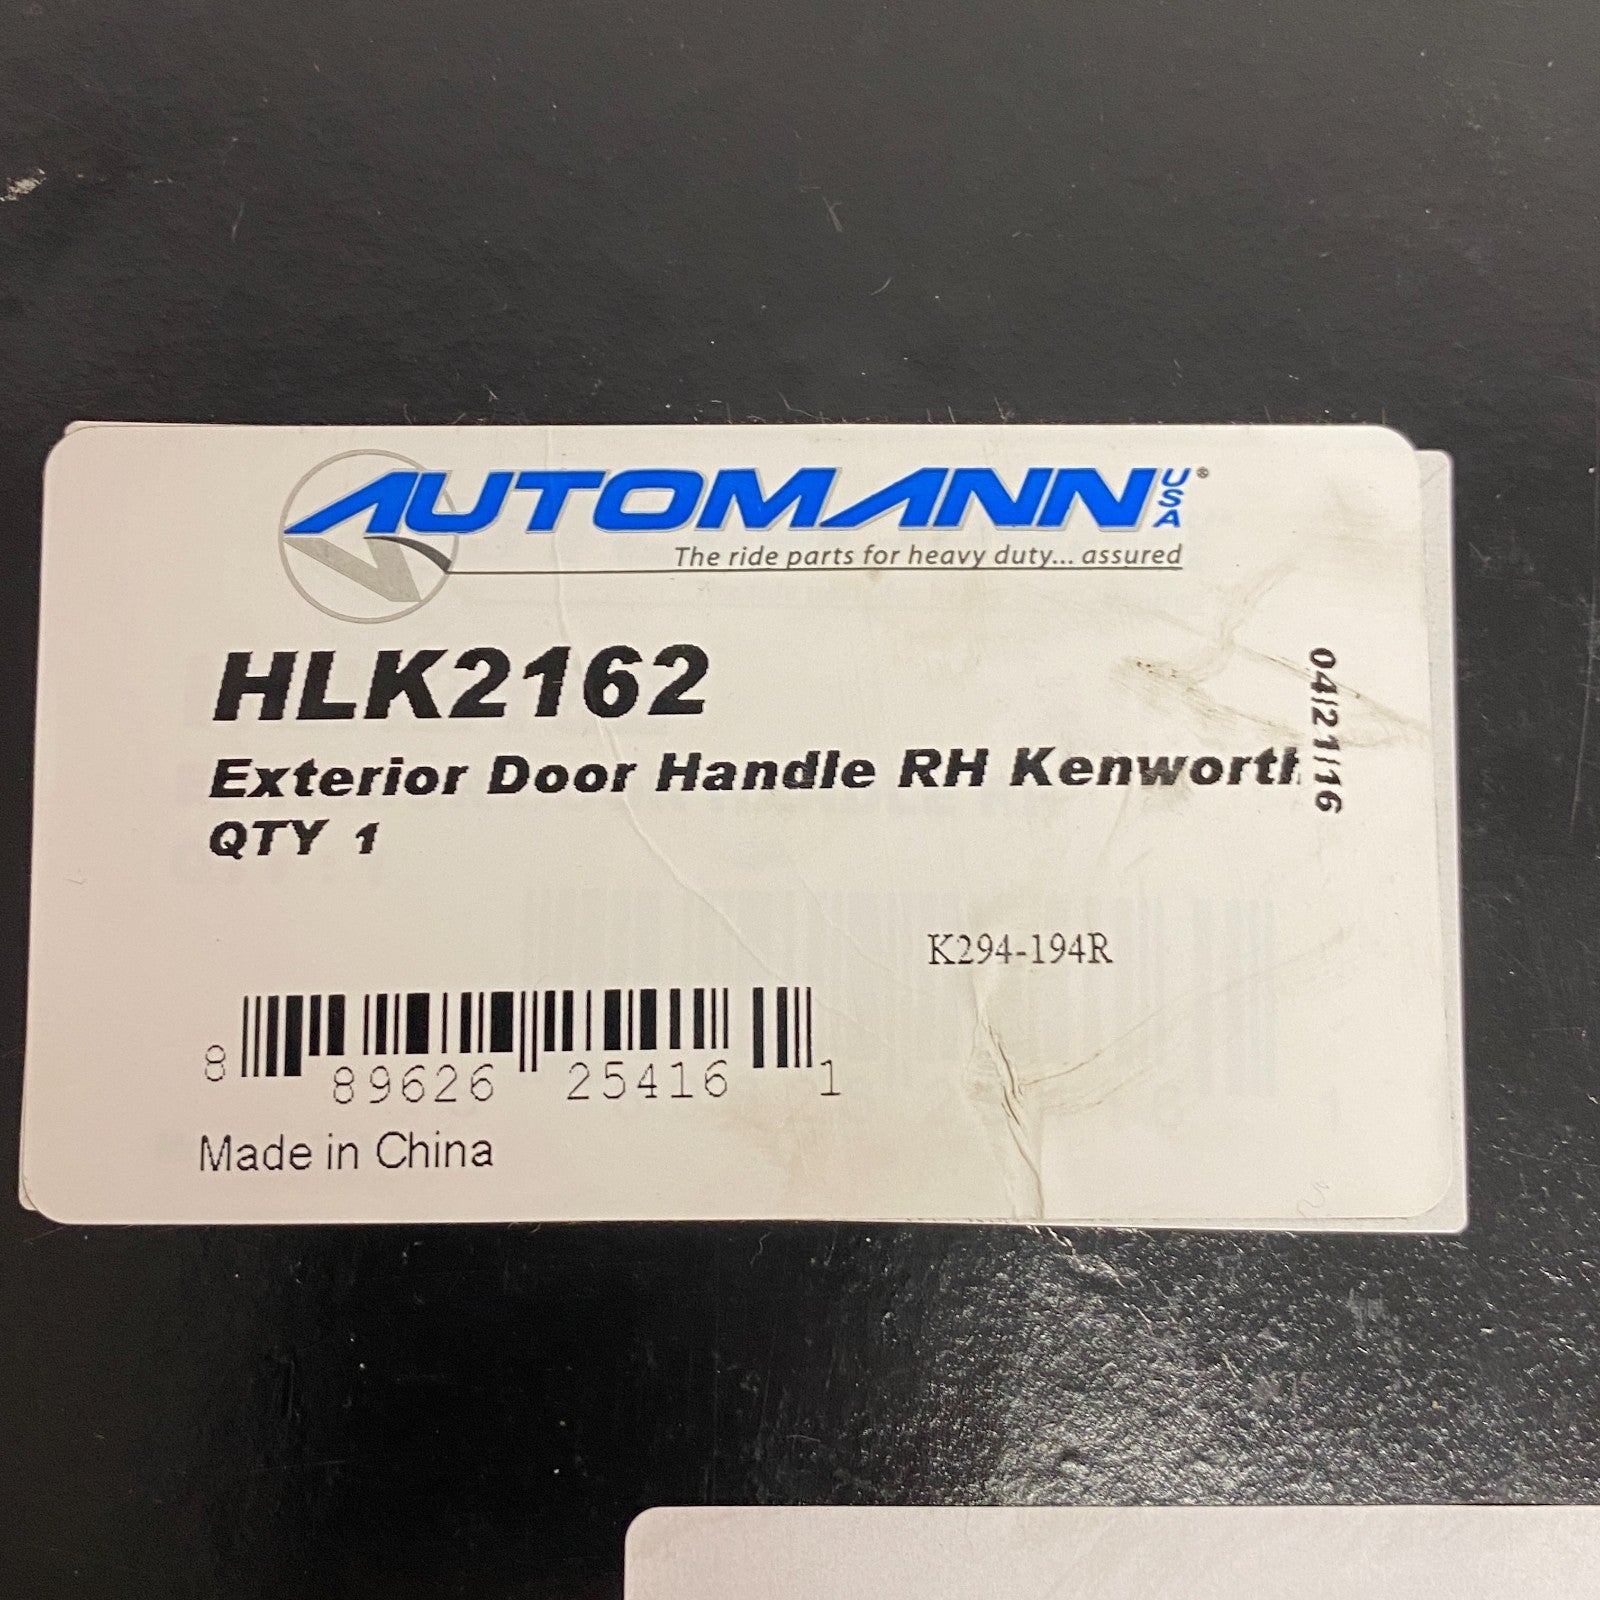 AUTOMANN USA®
The ride parts for heavy duty... assured
HLK2162
Exterior Door Handle RH Kenworth
QTY 1
04/21/16
K294-194R
8 89626 25416 1
Made in China